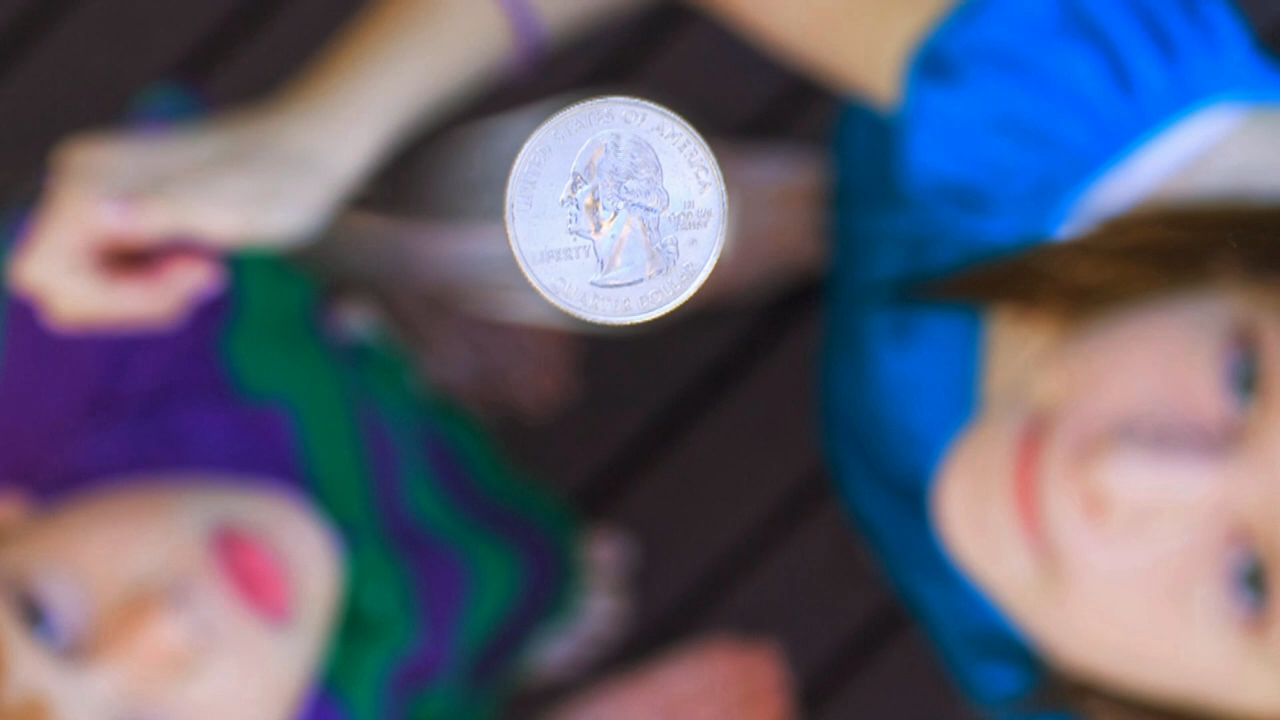 UNITED STATES OF AMERICA
IN
GOD WE
TRUST
LIBERTY
QUARTER DOLLAR